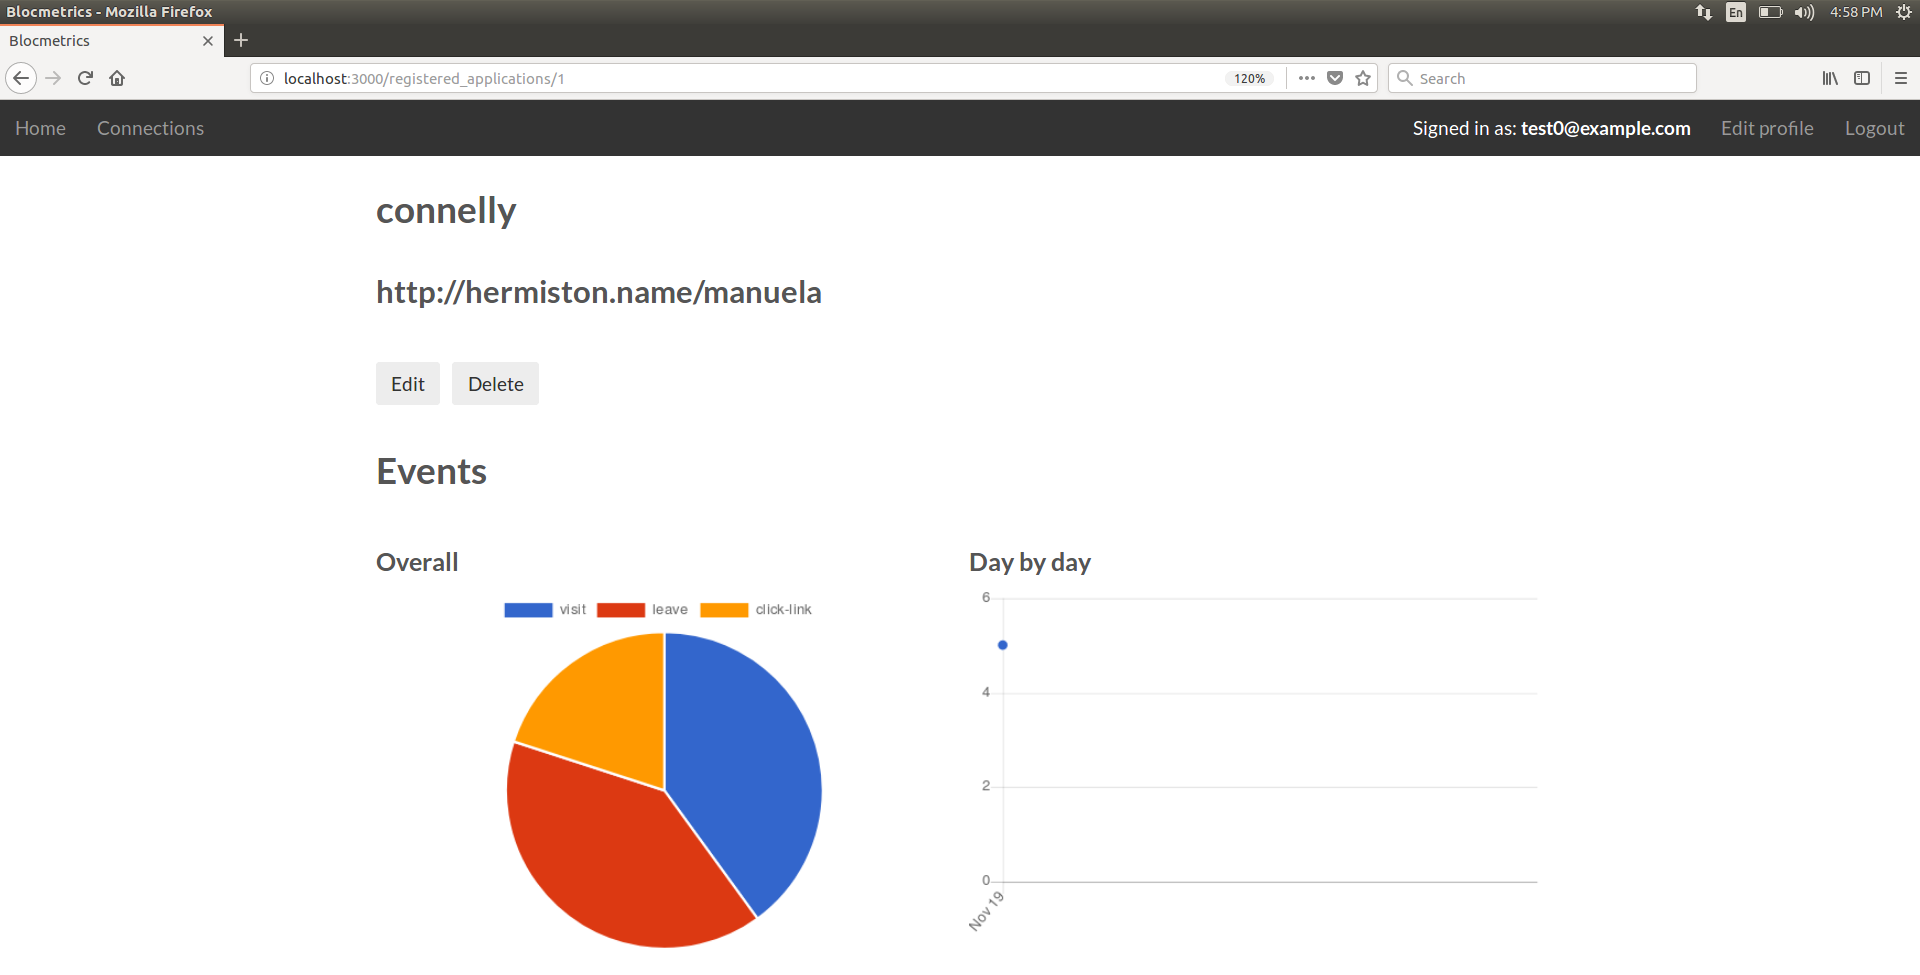 Blocmetrics - Mozilla Firefox
En
4:58 PM
Blocmetrics
localhost:3000/registered_applications/1
120%
Search
Home
Connections
Signed in as: test0@example.com
Edit profile
Logout
connelly
http://hermiston.name/manuela
Edit
Delete
Events
Overall
visit
leave
click-link
Day by day
6
4
2
0
Nov 19